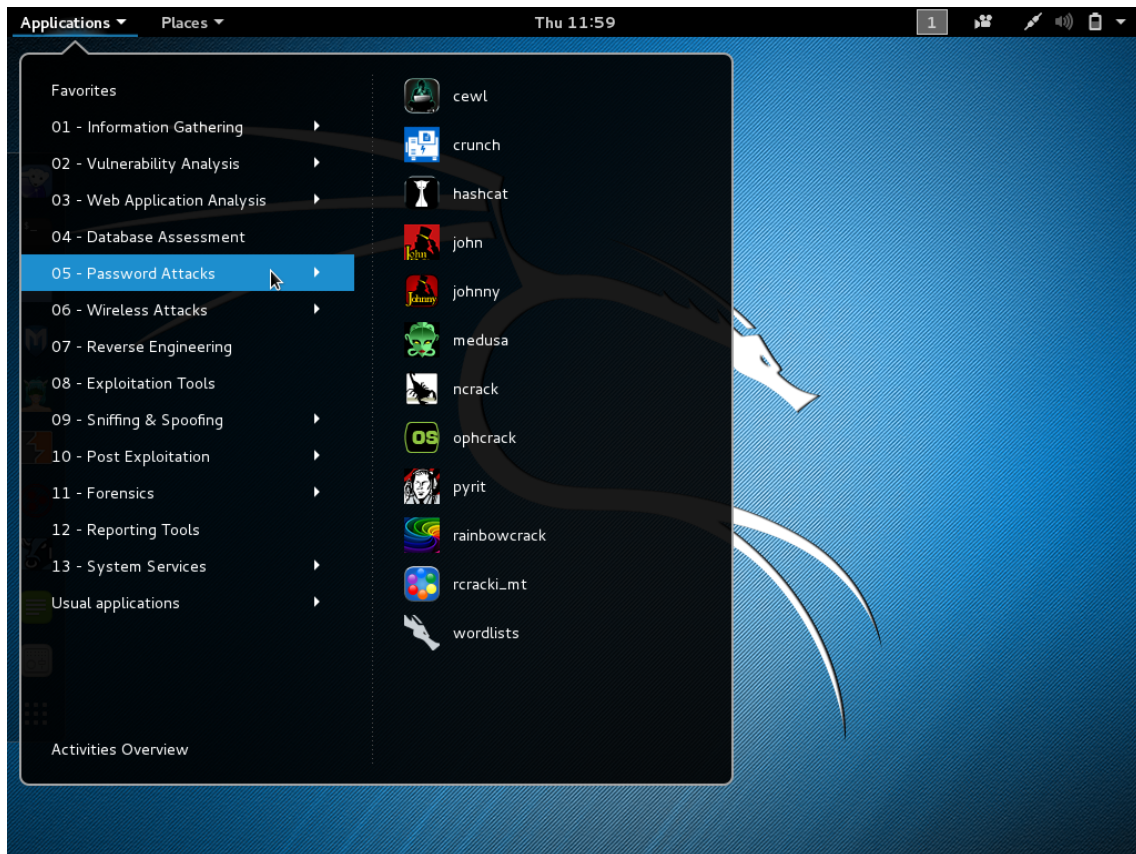 Applications Places Thu 11:59 1
Favorites
01 - Information Gathering
02 - Vulnerability Analysis
03 - Web Application Analysis
04 - Database Assessment
05 - Password Attacks
06 - Wireless Attacks
07 - Reverse Engineering
08 - Exploitation Tools
09 - Sniffing & Spoofing
10 - Post Exploitation
11 - Forensics
12 - Reporting Tools
13 - System Services
Usual applications
Activities Overview
cewl
crunch
hashcat
John
john
Johnny
johnny
medusa
ncrack
OS
ophcrack
pyrit
rainbowcrack
rcracki_mt
wordlists